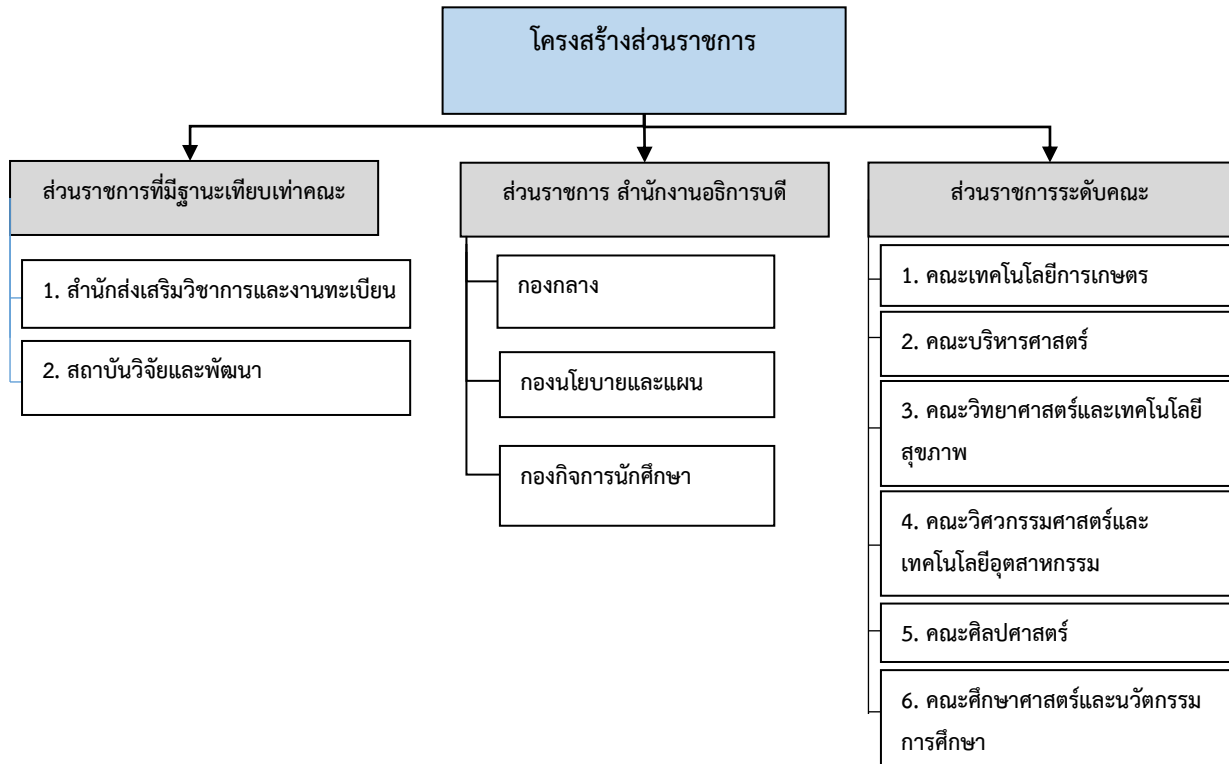 โครงสร้างส่วนราชการ
ส่วนราชการที่มีฐานะเทียบเท่าคณะ
1. สำนักส่งเสริมวิชาการและงานทะเบียน
2. สถาบันวิจัยและพัฒนา
ส่วนราชการ สำนักงานอธิการบดี
กองกลาง
กองนโยบายและแผน
กองกิจการนักศึกษา
ส่วนราชการระดับคณะ
1. คณะเทคโนโลยีการเกษตร
2. คณะบริหารศาสตร์
3. คณะวิทยาศาสตร์และเทคโนโลยี
สุขภาพ
4. คณะวิศวกรรมศาสตร์และ
เทคโนโลยีอุตสาหกรรม
5. คณะศิลปศาสตร์
6. คณะศึกษาศาสตร์และนวัตกรรม
การศึกษา